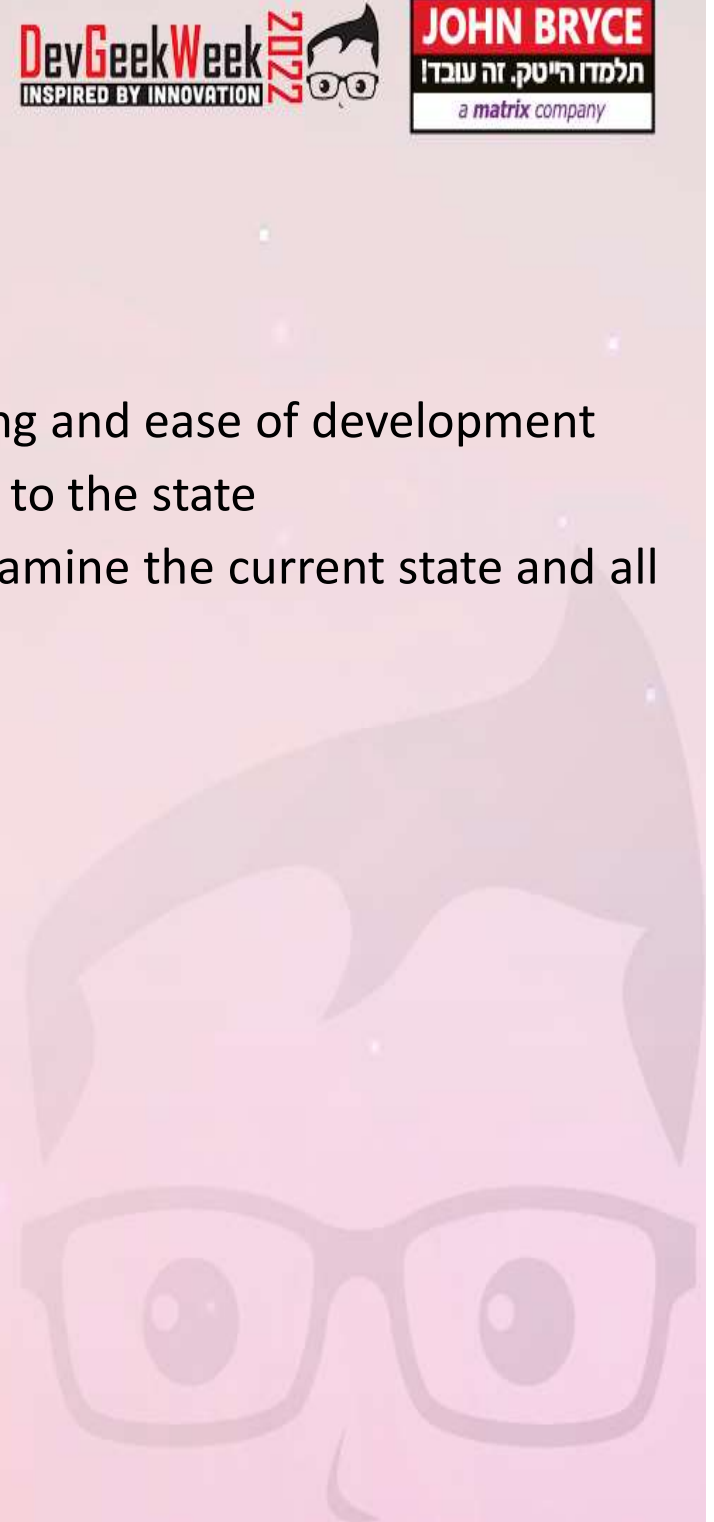 DevGeekWeek 2022
INSPIRED BY INNOVATION
JOHN BRYCE
תלמדו הייטק. זה עובד!
a matrix company
ng and ease of development
to the state
amine the current state and all